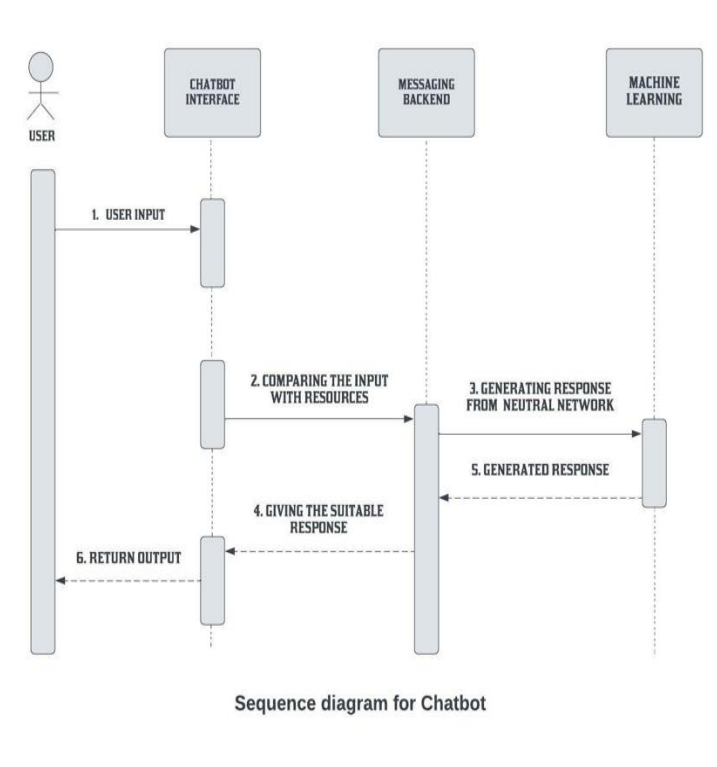 CHATBOT
INTERFACE
MESSAGING
BACKEND
MACHINE
LEARNING
USER
1. USER INPUT
2. COMPARING THE INPUT
WITH RESOURCES
3. GENERATING RESPONSE
FROM NEUTRAL NETWORK
5. GENERATED RESPONSE
4. GIVING THE SUITABLE
RESPONSE
6. RETURN OUTPUT
Sequence diagram for Chatbot